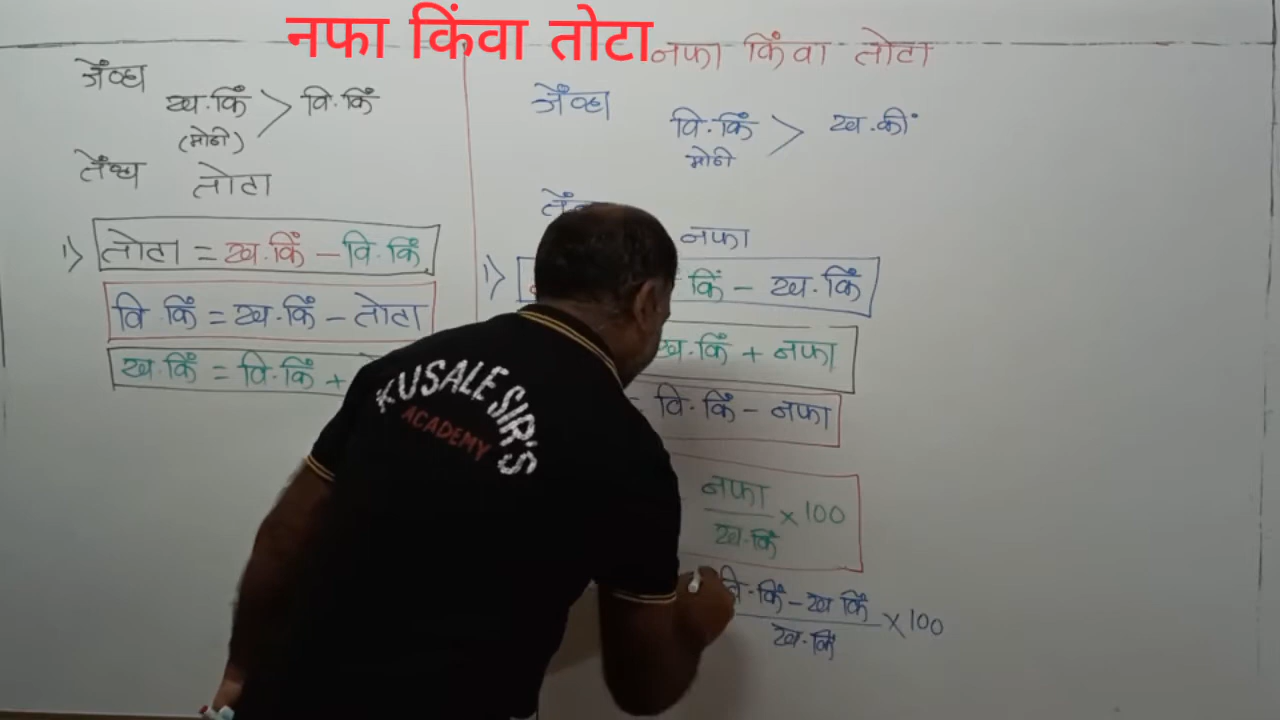 नफा किंवा तोटा
नफा किंवा तोटा
जेंव्हा
ख.किं > वि.किं
(मोठी)
तेंव्हा तोटा
1) तोटा = ख.किं - वि.किं
वि.किं = ख.किं - तोटा
ख.किं = वि.किं +
जेंव्हा
वि.किं > ख.कीं
मोठी
नफा
1)
किं - ख.किं
ख.किं + नफा
= वि.किं - नफा
नफा
ख.किं × 100
वि.किं - ख किं
ख.किं × 100
KUSALE SIR'S
ACADEMY